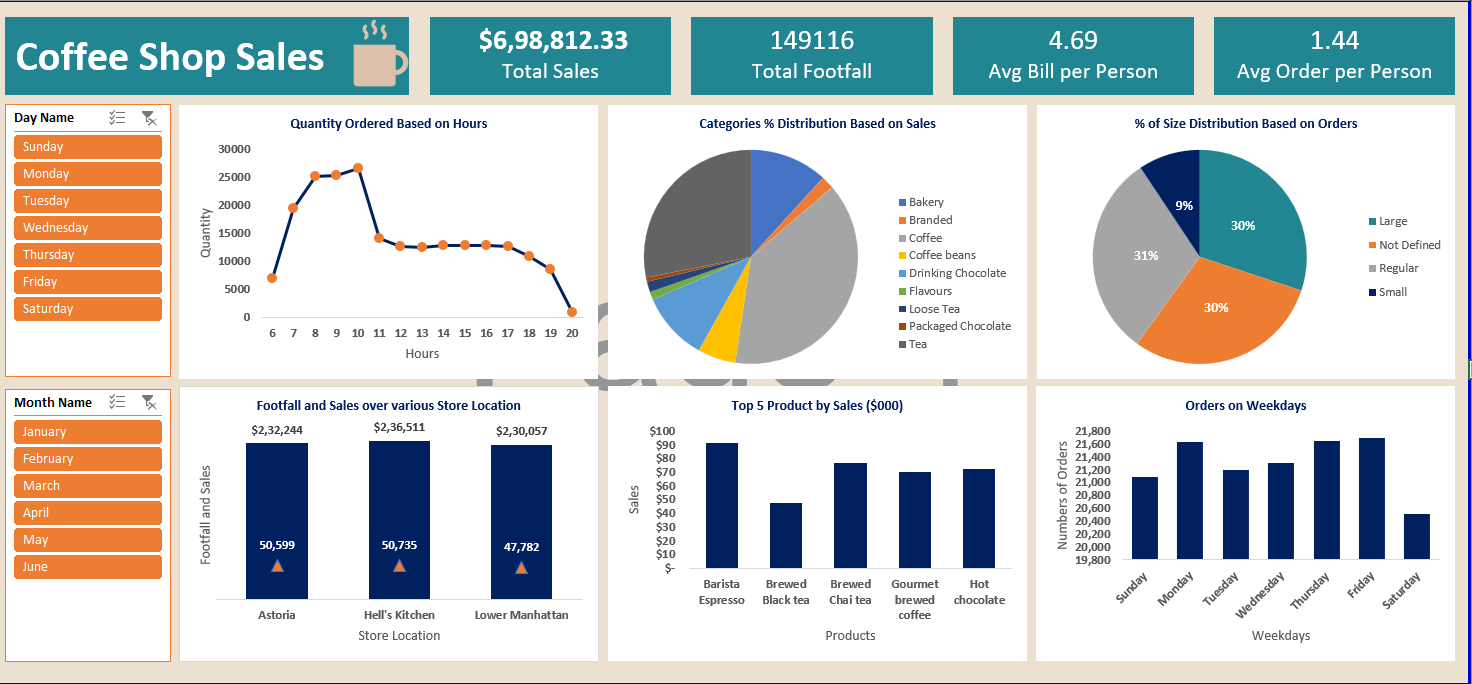 Coffee Shop Sales
$6,98,812.33
Total Sales
149116
Total Footfall
4.69
Avg Bill per Person
1.44
Avg Order per Person
Day Name
Sunday
Monday
Tuesday
Wednesday
Thursday
Friday
Saturday
Month Name
January
February
March
April
May
June
Quantity Ordered Based on Hours
Quantity
30000
25000
20000
15000
10000
5000
0
6 7 8 9 10 11 12 13 14 15 16 17 18 19 20
Hours
Categories % Distribution Based on Sales
Bakery
Branded
Coffee
Coffee beans
Drinking Chocolate
Flavours
Loose Tea
Packaged Chocolate
Tea
% of Size Distribution Based on Orders
9%
30%
31%
30%
Large
Not Defined
Regular
Small
Footfall and Sales over various Store Location
Footfall and Sales
$2,32,244 $2,36,511 $2,30,057
50,599 50,735 47,782
Astoria Hell's Kitchen Lower Manhattan
Store Location
Top 5 Product by Sales ($000)
Sales
$100
$90
$80
$70
$60
$50
$40
$30
$20
$10
$-
Barista Espresso
Brewed Black tea
Brewed Chai tea
Gourmet brewed coffee
Hot chocolate
Products
Orders on Weekdays
Numbers of Orders
21,800
21,600
21,400
21,200
21,000
20,800
20,600
20,400
20,200
20,000
19,800
Sunday Monday Tuesday Wednesday Thursday Friday Saturday
Weekdays